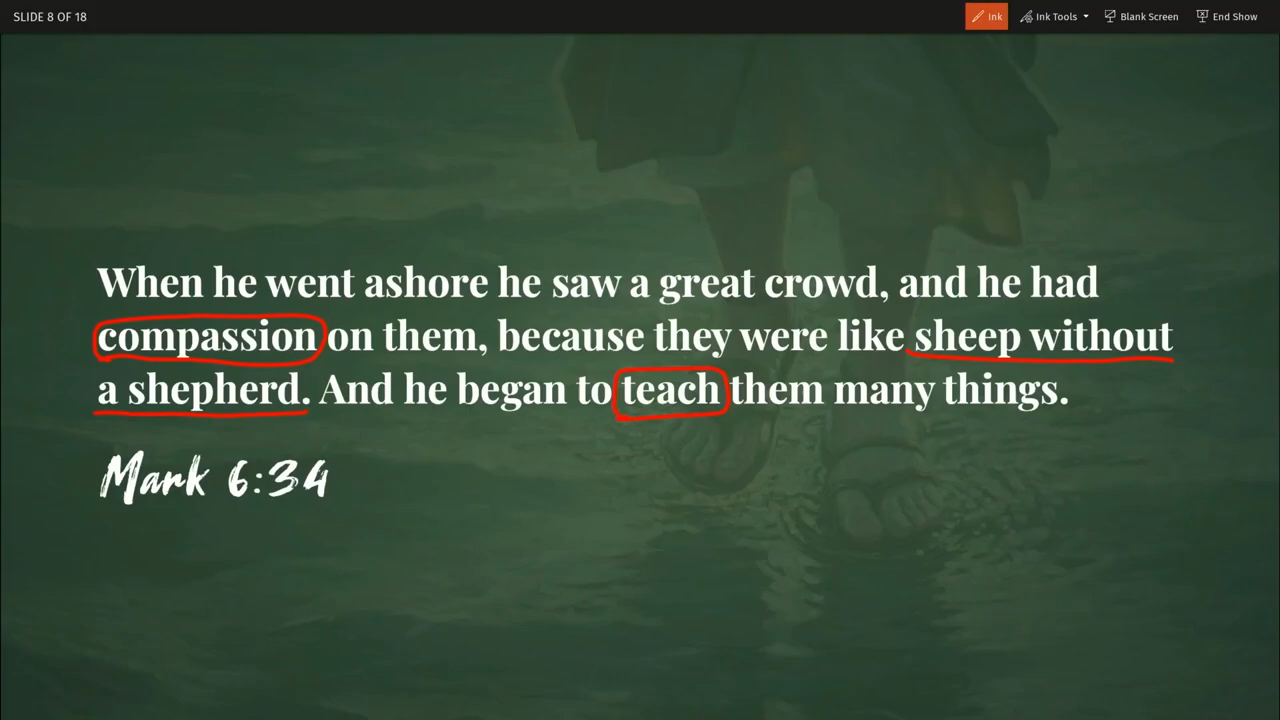 SLIDE 8 OF 18
Ink Ink Tools Blank Screen End Show
When he went ashore he saw a great crowd, and he had
compassion on them, because they were like sheep without
a shepherd. And he began to teach them many things.
Mark 6:34